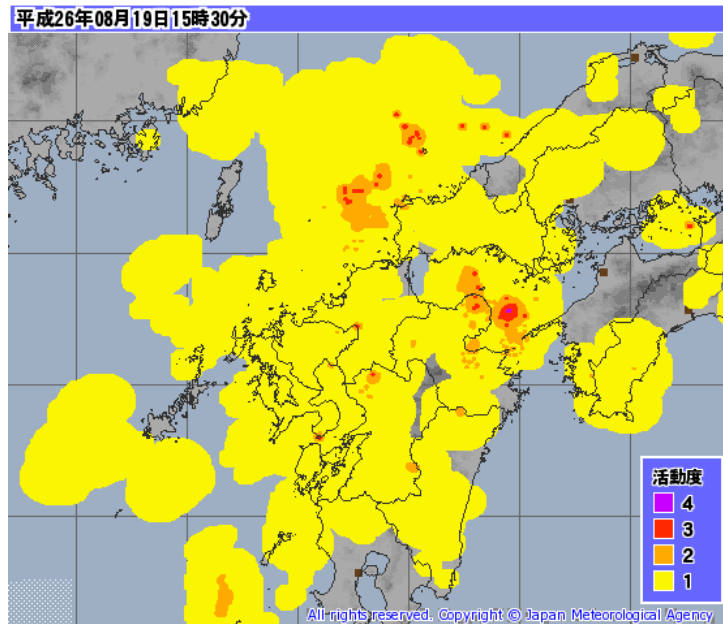 平成26年08月19日15時30分
活動度
4
3
2
1
All rights reserved. Copyright © Japan Meteorological Agency